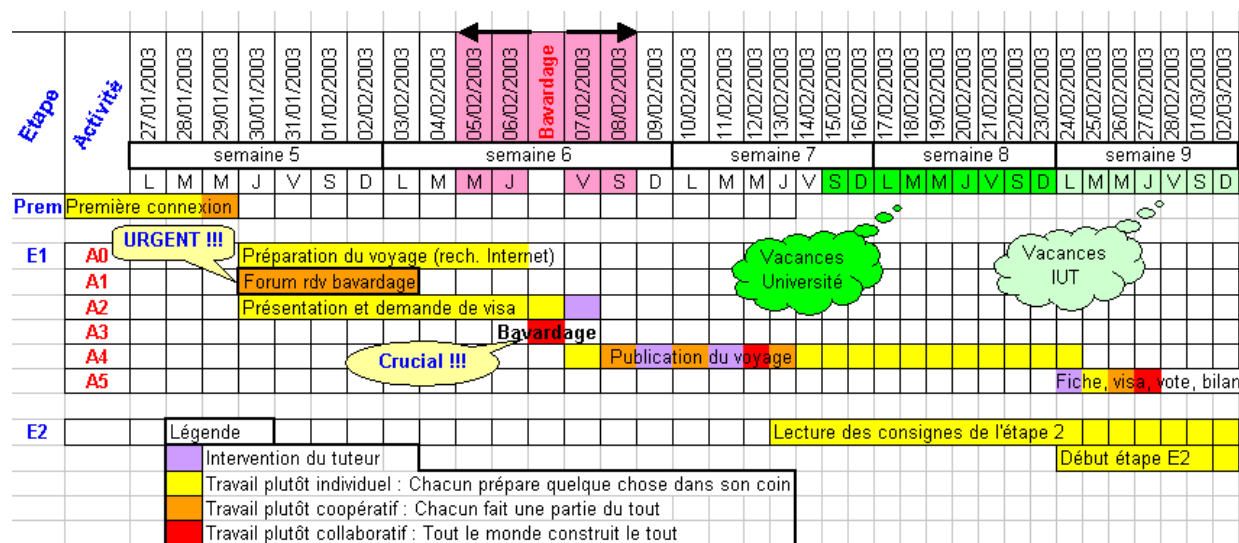 Etape Activité 27/01/2003 28/01/2003 29/01/2003 30/01/2003 31/01/2003 01/02/2003 02/02/2003 03/02/2003 04/02/2003 05/02/2003 06/02/2003 Bavardage 07/02/2003 08/02/2003 09/02/2003 10/02/2003 11/02/2003 12/02/2003 13/02/2003 14/02/2003 15/02/2003 16/02/2003 17/02/2003 18/02/2003 19/02/2003 20/02/2003 21/02/2003 22/02/2003 23/02/2003 24/02/2003 25/02/2003 26/02/2003 27/02/2003 28/02/2003 01/03/2003 02/03/2003
semaine 5 semaine 6 semaine 7 semaine 8 semaine 9
L M M J V S D L M M J V S D L M M J V S D L M M J V S D L M M J V S D
Prem Première connexion
URGENT !!!
E1 A0 Préparation du voyage (rech. Internet)
Vacances
Université
Vacances
IUT
A1 Forum rdv bavardage
A2 Présentation et demande de visa
A3 Bavardage
Crucial !!!
A4 Publication du voyage
A5 Fiche, visa, vote, bilan
E2 Légende Lecture des consignes de l'étape 2
Intervention du tuteur Début étape E2
Travail plutôt individuel : Chacun prépare quelque chose dans son coin
Travail plutôt coopératif : Chacun fait une partie du tout
Travail plutôt collaboratif : Tout le monde construit le tout